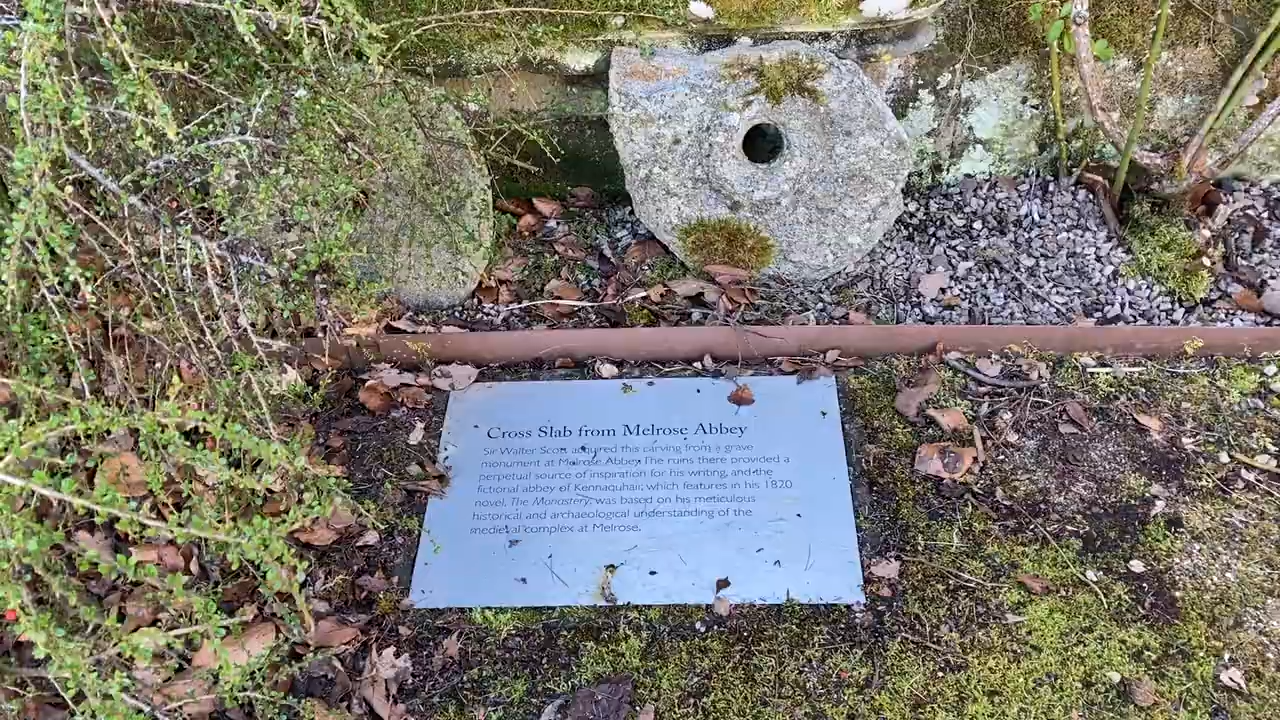 Cross Slab from Melrose Abbey
Sir Walter Scott acquired this carving from a grave
monument at Melrose Abbey. The ruins there provided a
perpetual source of inspiration for his writing, and the
fictional abbey of Kennaquhair, which features in his 1820
novel, The Monastery, was based on his meticulous
historical and archaeological understanding of the
medieval complex at Melrose.